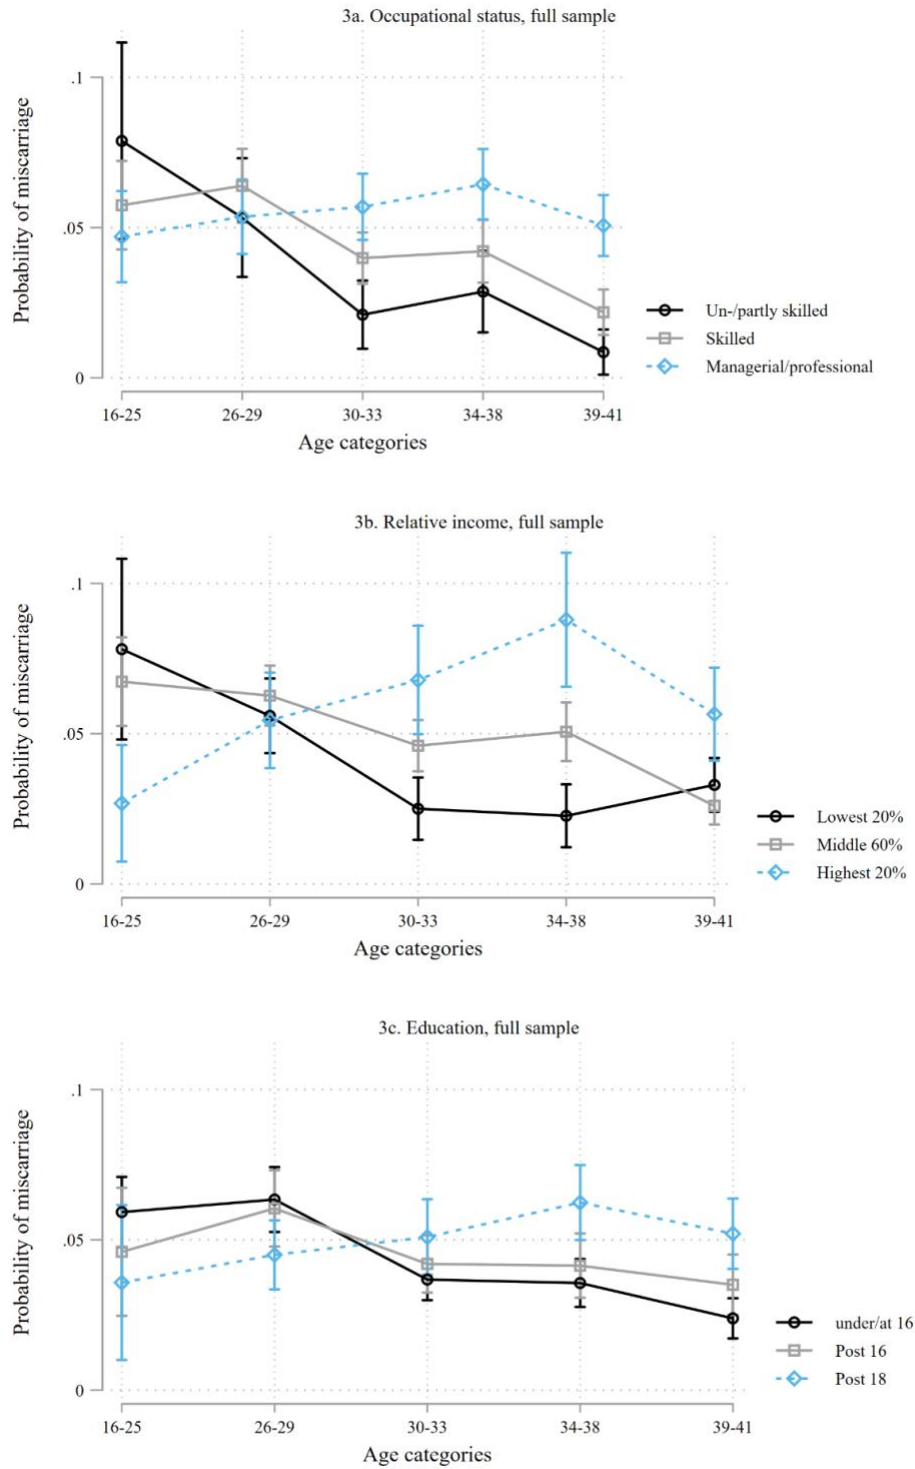 3a. Occupational status, full sample
Probability of miscarriage
.1
.05
0
16-25 26-29 30-33 34-38 39-41
Age categories
Un-/partly skilled
Skilled
Managerial/professional
3b. Relative income, full sample
Probability of miscarriage
.1
.05
0
16-25 26-29 30-33 34-38 39-41
Age categories
Lowest 20%
Middle 60%
Highest 20%
3c. Education, full sample
Probability of miscarriage
.1
.05
0
16-25 26-29 30-33 34-38 39-41
Age categories
under/at 16
Post 16
Post 18